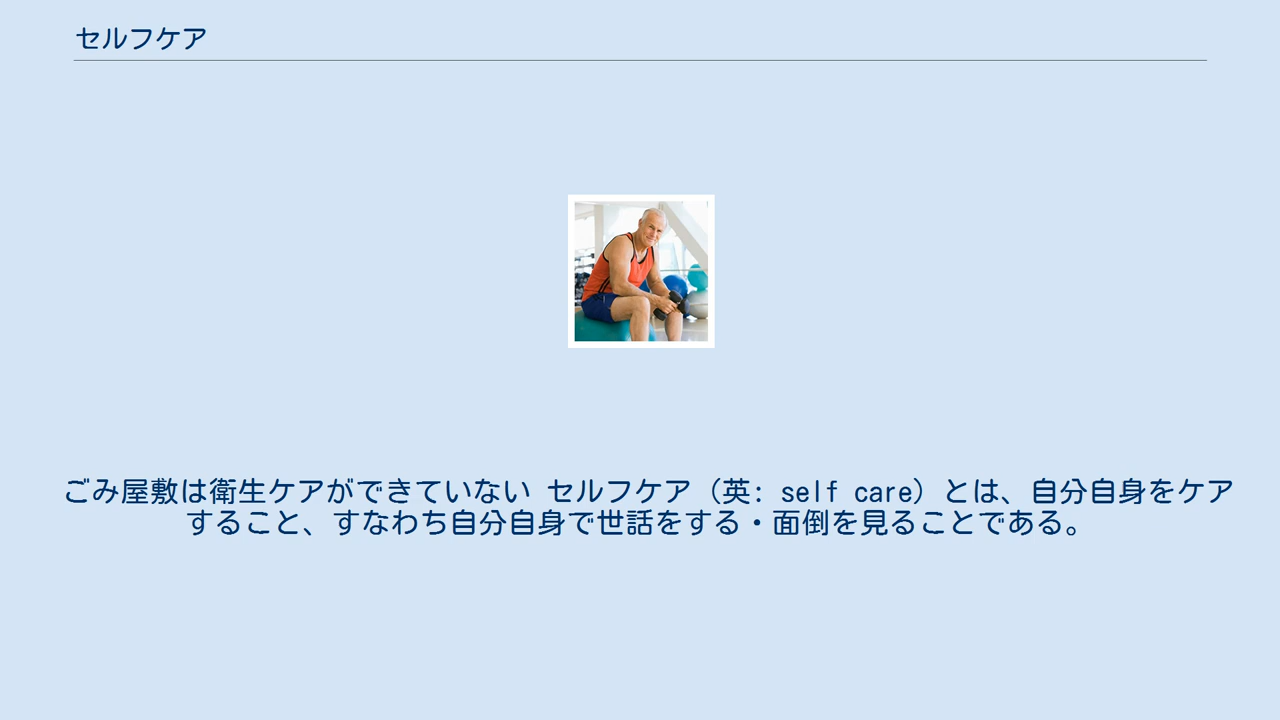 セルフケア
ごみ屋敷は衛生ケアができていない セルフケア（英: self care）とは、自分自身をケア
すること、すなわち自分自身で世話をする・面倒を見ることである。